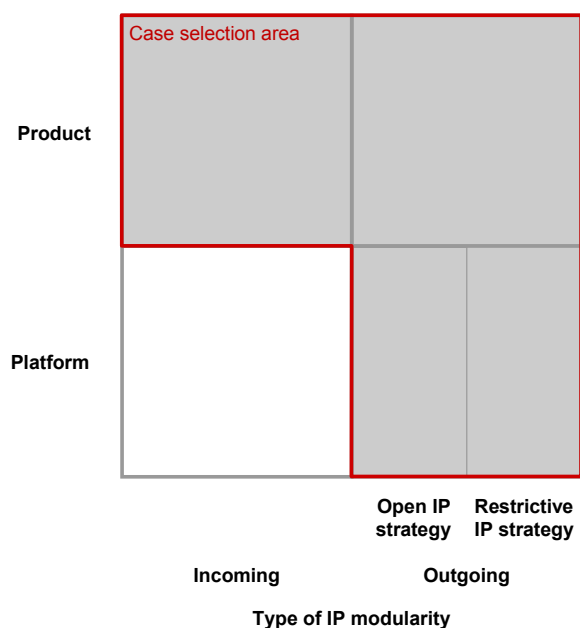 Case selection area
Product
Platform
Open IP
strategy
Restrictive
IP strategy
Incoming
Outgoing
Type of IP modularity